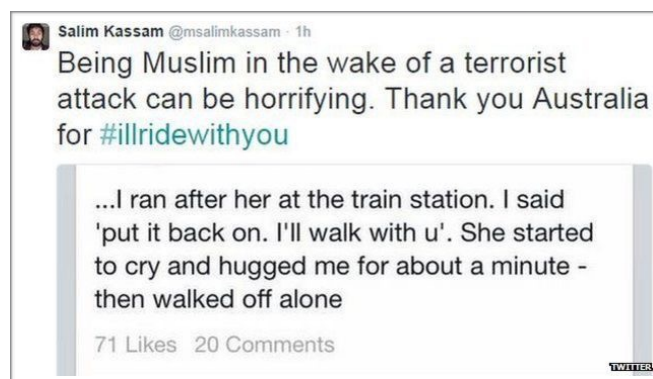 Salim Kassam @msalimkassam · 1h
Being Muslim in the wake of a terrorist
attack can be horrifying. Thank you Australia
for #illridewithyou
...I ran after her at the train station. I said
'put it back on. I'll walk with u'. She started
to cry and hugged me for about a minute -
then walked off alone
71 Likes 20 Comments
TWITTER